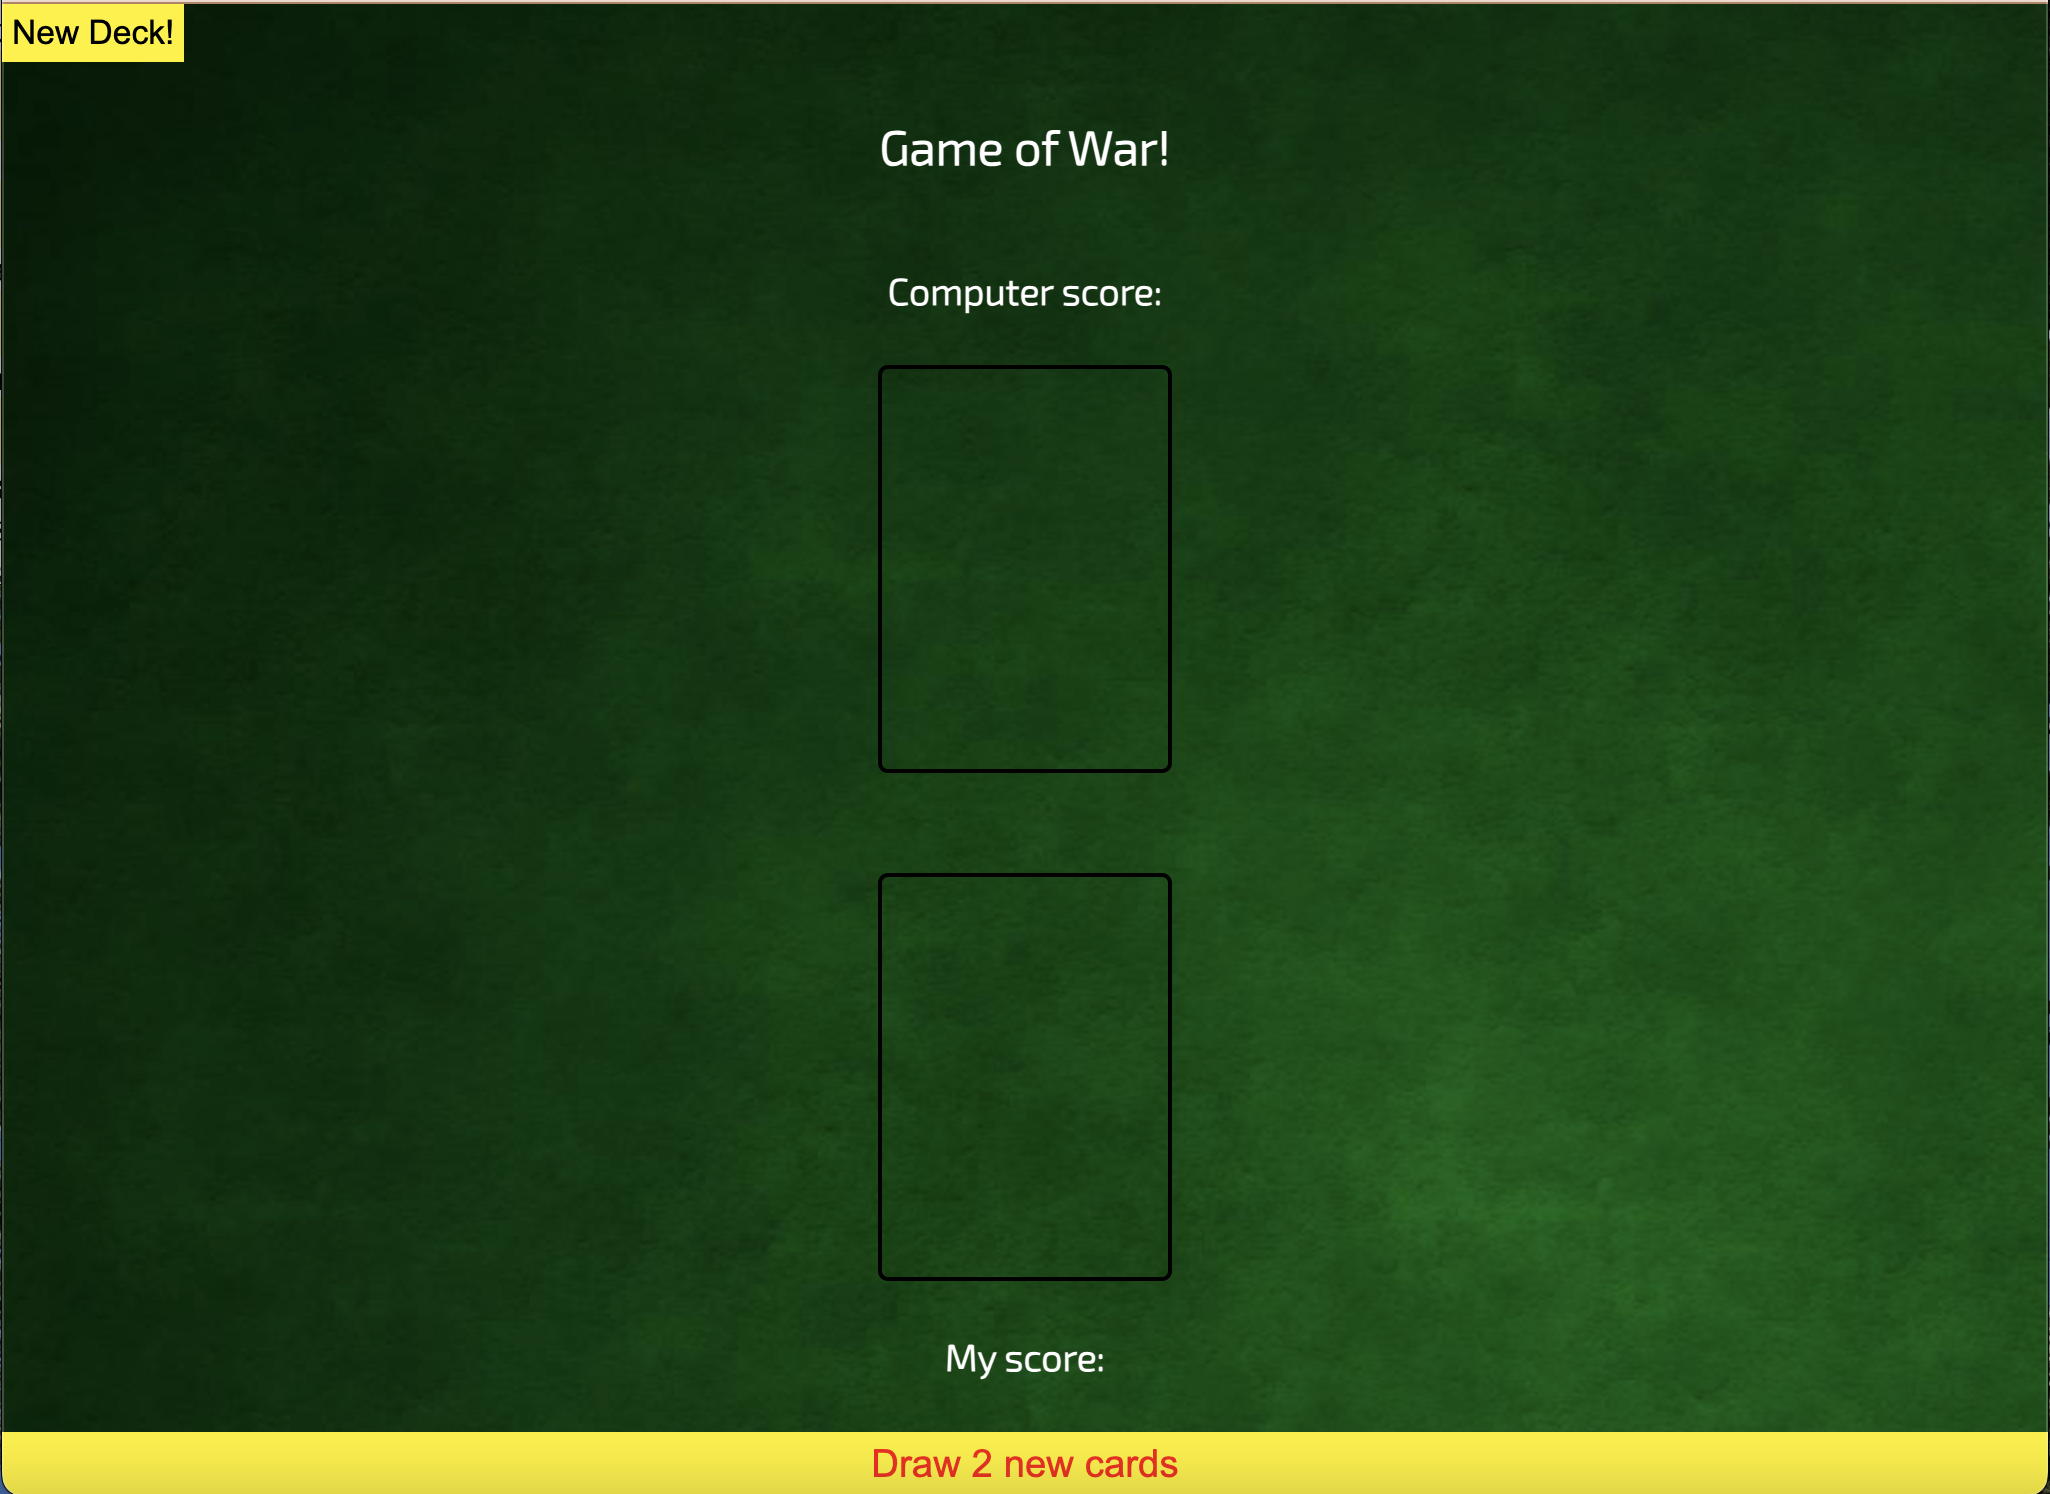 New Deck!
Game of War!
Computer score:
My score:
Draw 2 new cards